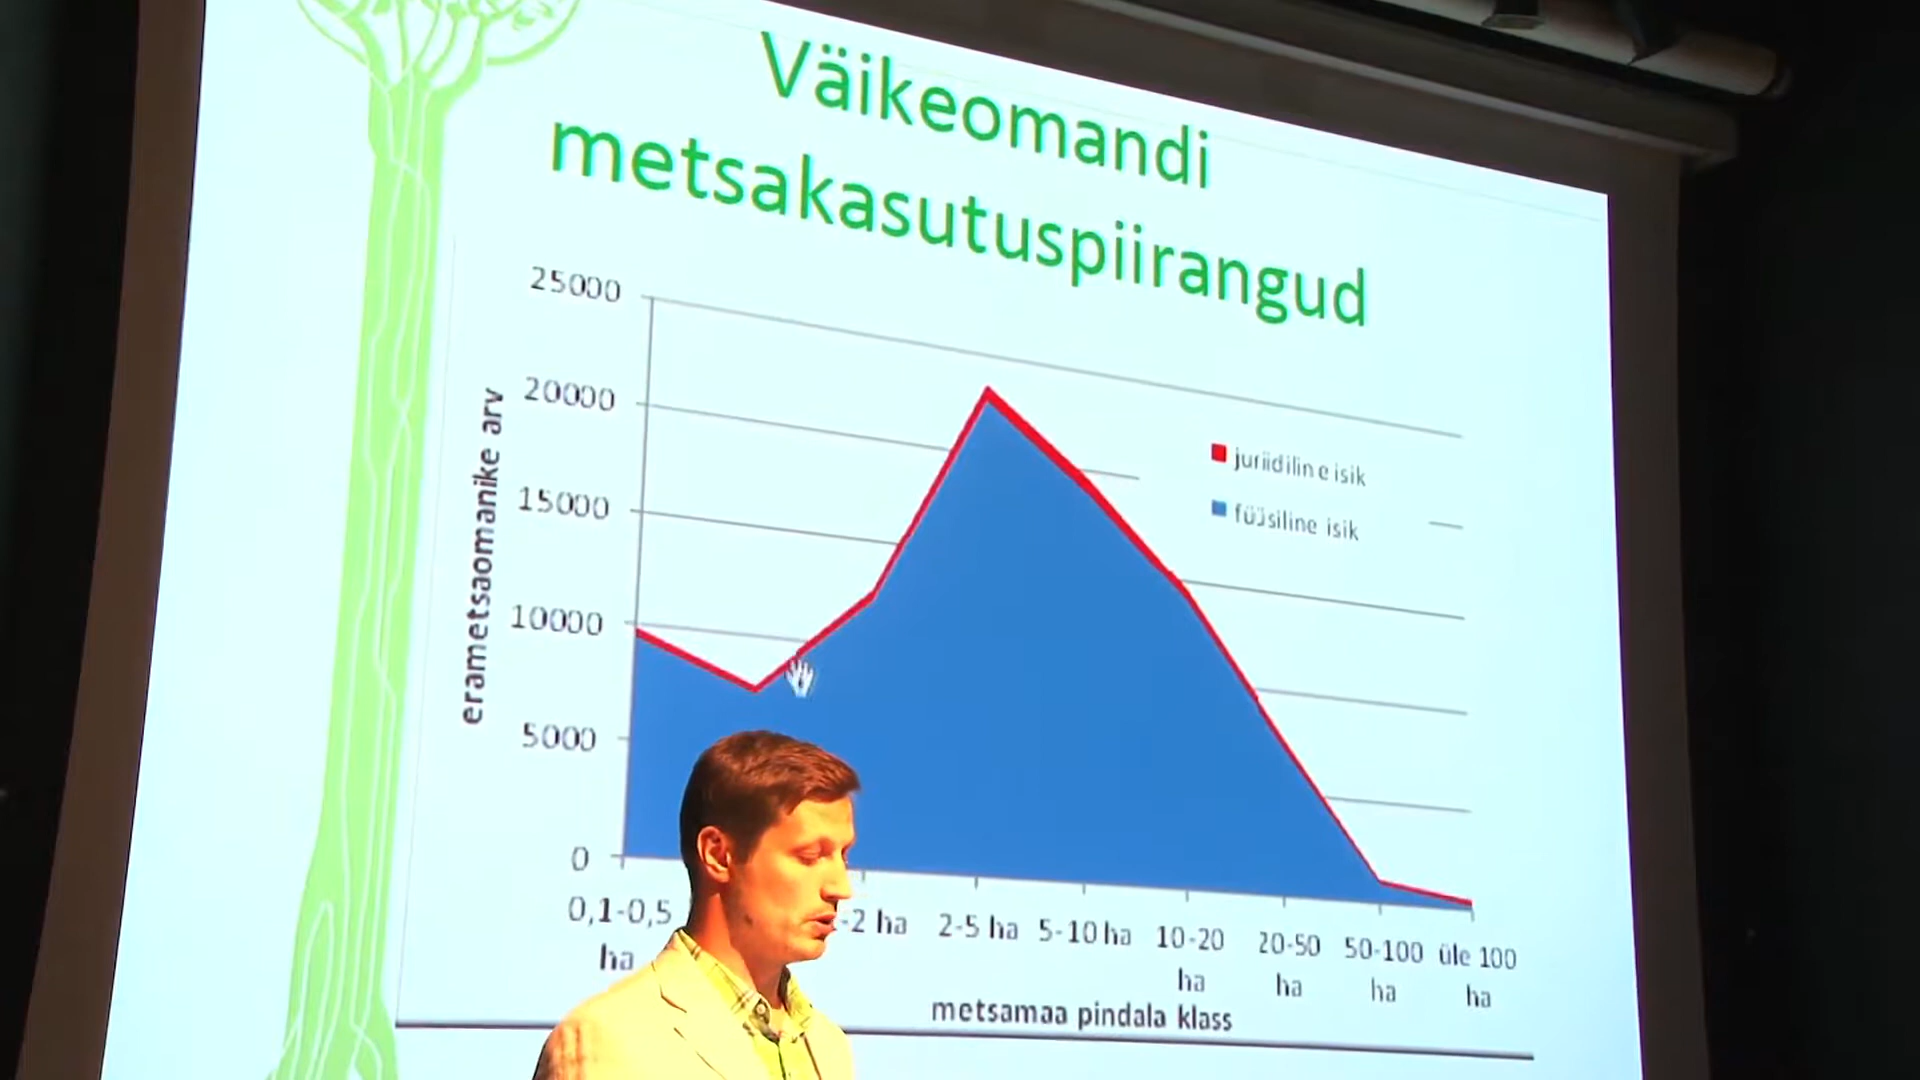 Väikeomandi
metsakasutuspiirangud
erametsaomanike arv
25000
20000
15000
10000
5000
0
juriidiline isik
füüsiline isik
0,1-0,5 ha
-2 ha
2-5 ha
5-10 ha
10-20 ha
20-50 ha
50-100 ha
üle 100 ha
metsamaa pindala klass